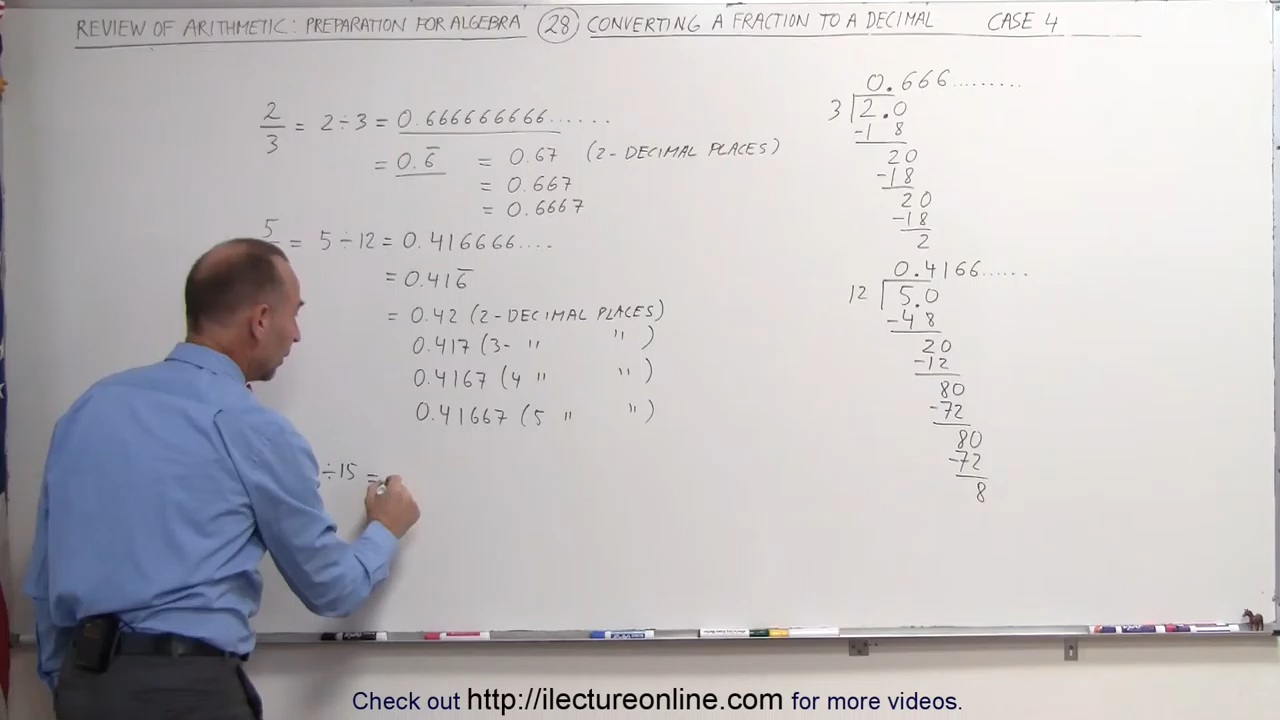 REVIEW OF ARITHMETIC: PREPARATION FOR ALGEBRA (28) CONVERTING A FRACTION TO A DECIMAL CASE 4
2/3 = 2÷3 = 0.666666666......
= 0.6̅ = 0.67 (2-DECIMAL PLACES)
= 0.667
= 0.6667
5 = 5÷12 = 0.416666....
= 0.416̅
= 0.42 (2-DECIMAL PLACES)
0.417 (3- " " )
0.4167 (4 " " )
0.41667 (5 " " )
÷15 =
0.666.........
3 2.0
-1 8
20
-18
20
-18
2
0.4166......
12 5.0
-4 8
20
-12
80
-72
80
-72
8
Check out http://ilectureonline.com for more videos.